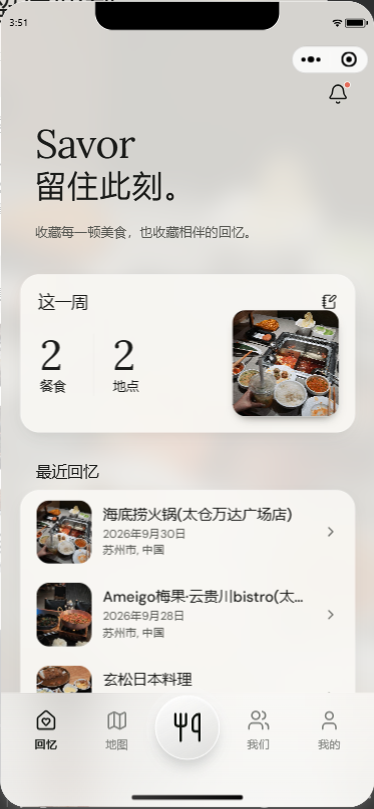 3:51
Savor
留住此刻。
收藏每一顿美食，也收藏相伴的回忆。
这一周
2
2
餐食
地点
最近回忆
海底捞火锅(太仓万达广场店)
2026年9月30日
苏州市, 中国
Ameigo梅果·云贵川bistro(太...
2026年9月28日
苏州市, 中国
玄松日本料理
回忆
地图
我们
我的